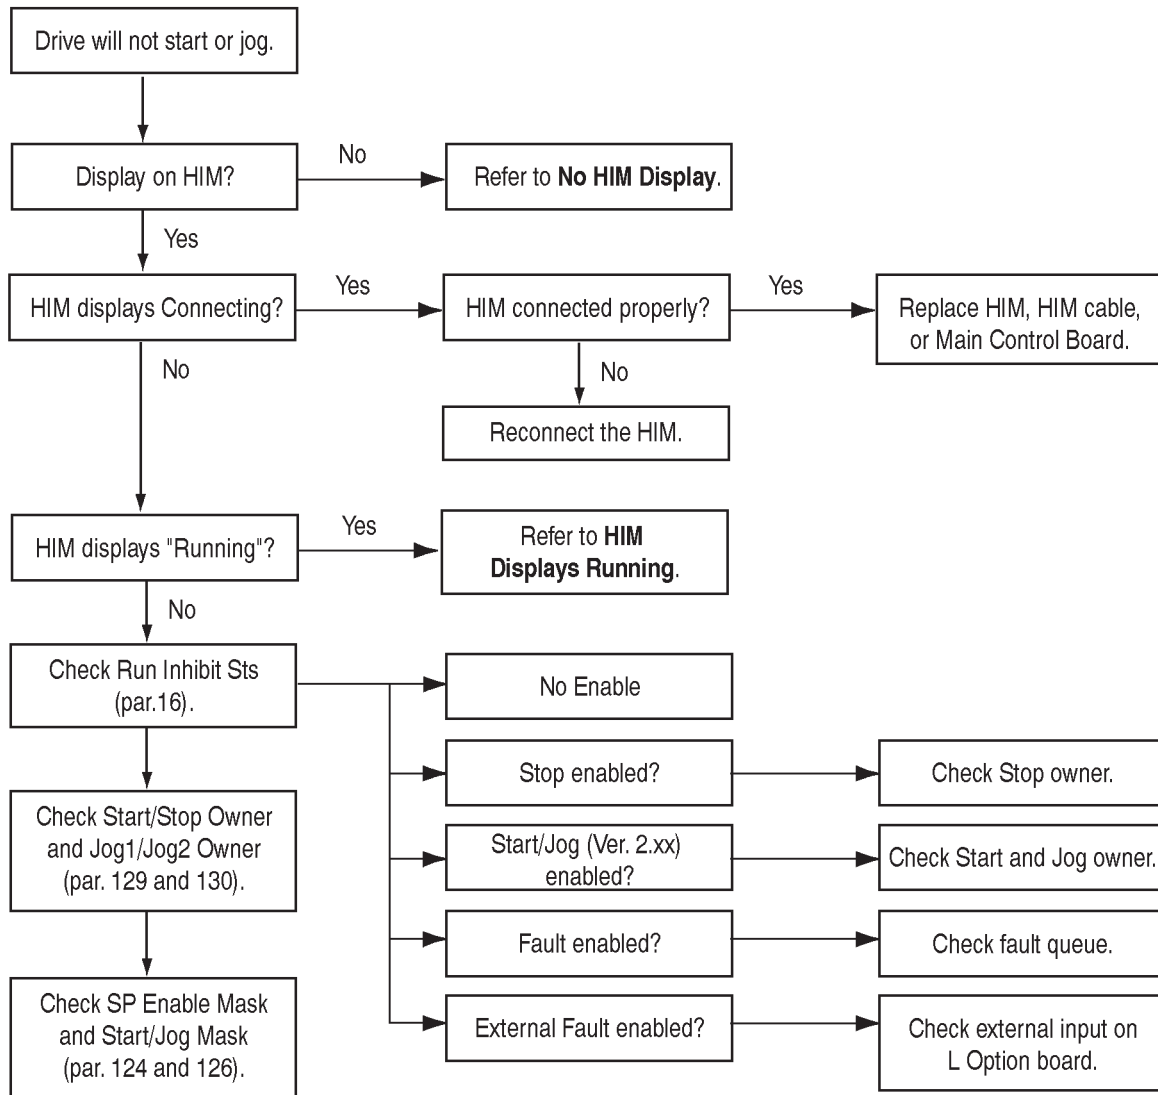 Drive will not start or jog.
Display on HIM?
No
Refer to No HIM Display.
Yes
HIM displays Connecting?
Yes
HIM connected properly?
Yes
Replace HIM, HIM cable,
or Main Control Board.
No
No
Reconnect the HIM.
HIM displays "Running"?
Yes
Refer to HIM
Displays Running.
No
Check Run Inhibit Sts
(par.16).
No Enable
Stop enabled?
Check Stop owner.
Check Start/Stop Owner
and Jog1/Jog2 Owner
(par. 129 and 130).
Start/Jog (Ver. 2.xx)
enabled?
Check Start and Jog owner.
Fault enabled?
Check fault queue.
Check SP Enable Mask
and Start/Jog Mask
(par. 124 and 126).
External Fault enabled?
Check external input on
L Option board.